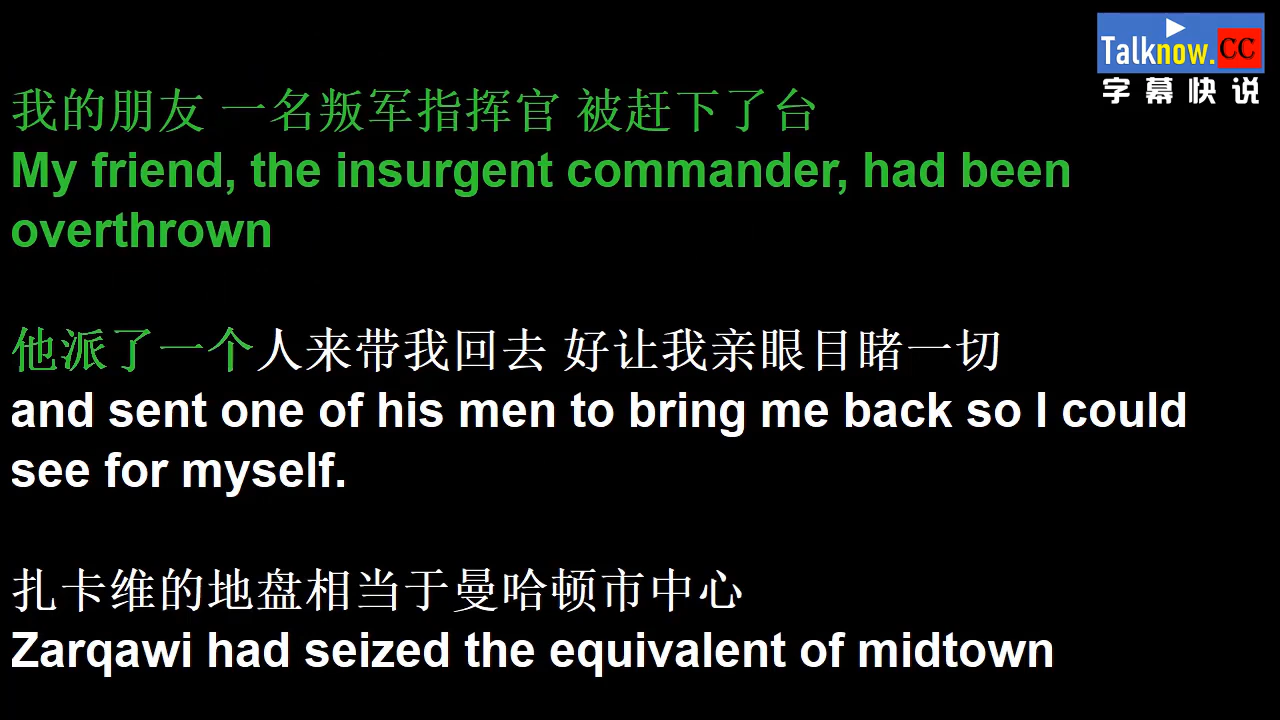 Talknow.CC
字幕快说
我的朋友 一名叛军指挥官 被赶下了台
My friend, the insurgent commander, had been
overthrown
他派了一个人来带我回去 好让我亲眼目睹一切
and sent one of his men to bring me back so I could
see for myself.
扎卡维的地盘相当于曼哈顿市中心
Zarqawi had seized the equivalent of midtown